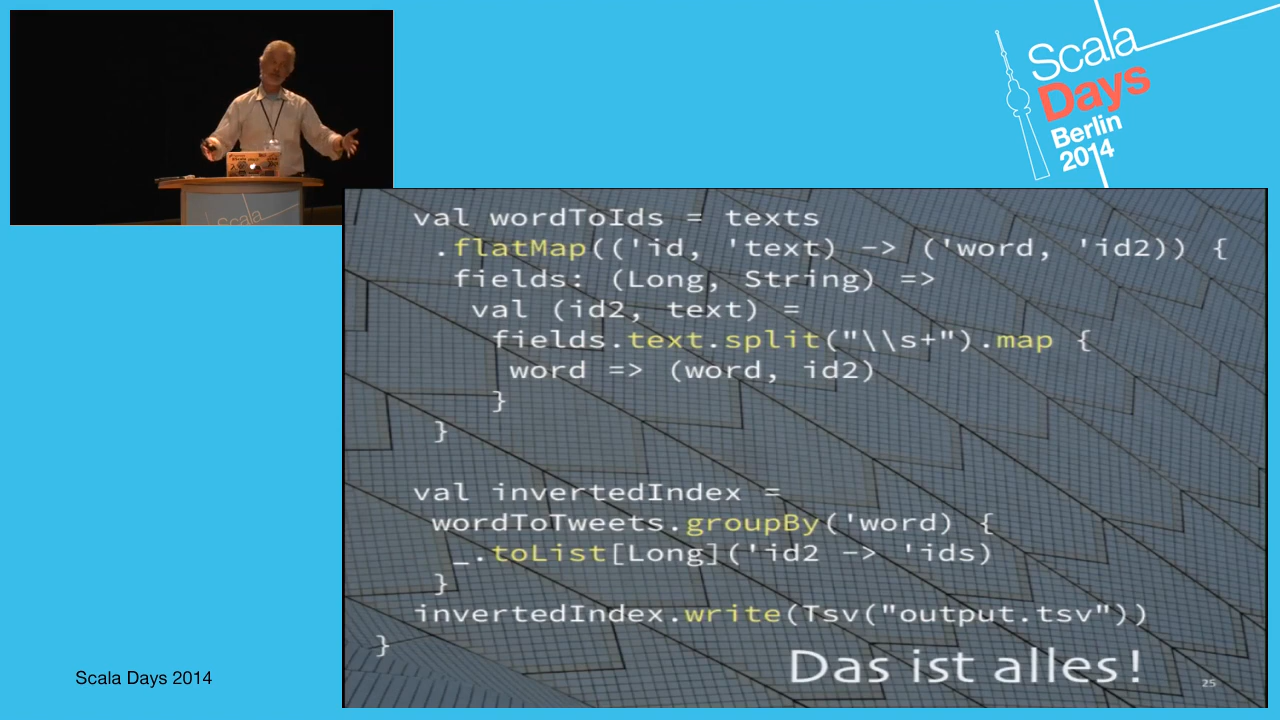 Scala
Days
Berlin
2014
Scala
val wordToIds = texts
.flatMap(('id, 'text) -> ('word, 'id2)) {
fields: (Long, String) =>
val (id2, text) =
fields.text.split("\\s+").map {
word => (word, id2)
}
}
val invertedIndex =
wordToTweets.groupBy('word) {
_.toList[Long]('id2 -> 'ids)
}
invertedIndex.write(Tsv("output.tsv"))
}
Das ist alles!
25
Scala Days 2014